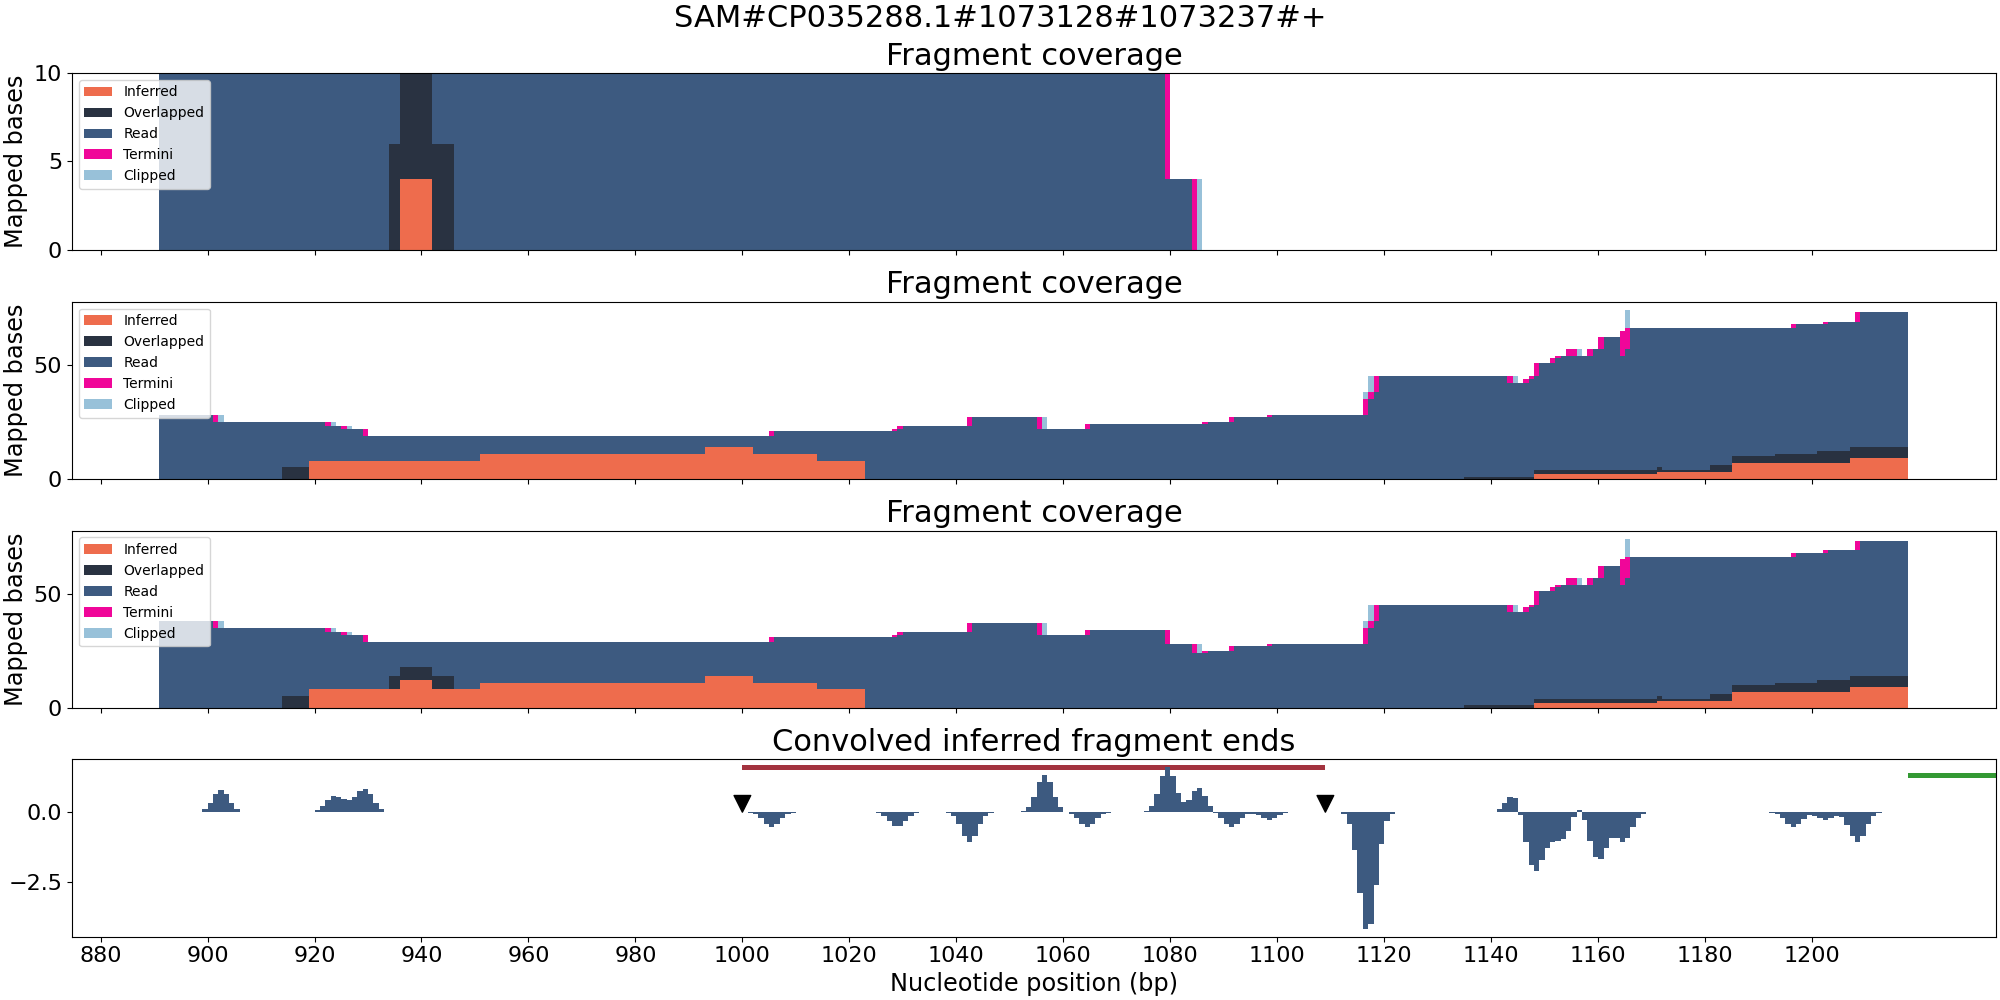 SAM#CP035288.1#1073128#1073237#+
Fragment coverage
Mapped bases
10
5
0
Inferred
Overlapped
Read
Termini
Clipped
Fragment coverage
Mapped bases
50
0
Inferred
Overlapped
Read
Termini
Clipped
Fragment coverage
Mapped bases
50
0
Inferred
Overlapped
Read
Termini
Clipped
Convolved inferred fragment ends
0.0
−2.5
880 900 920 940 960 980 1000 1020 1040 1060 1080 1100 1120 1140 1160 1180 1200
Nucleotide position (bp)